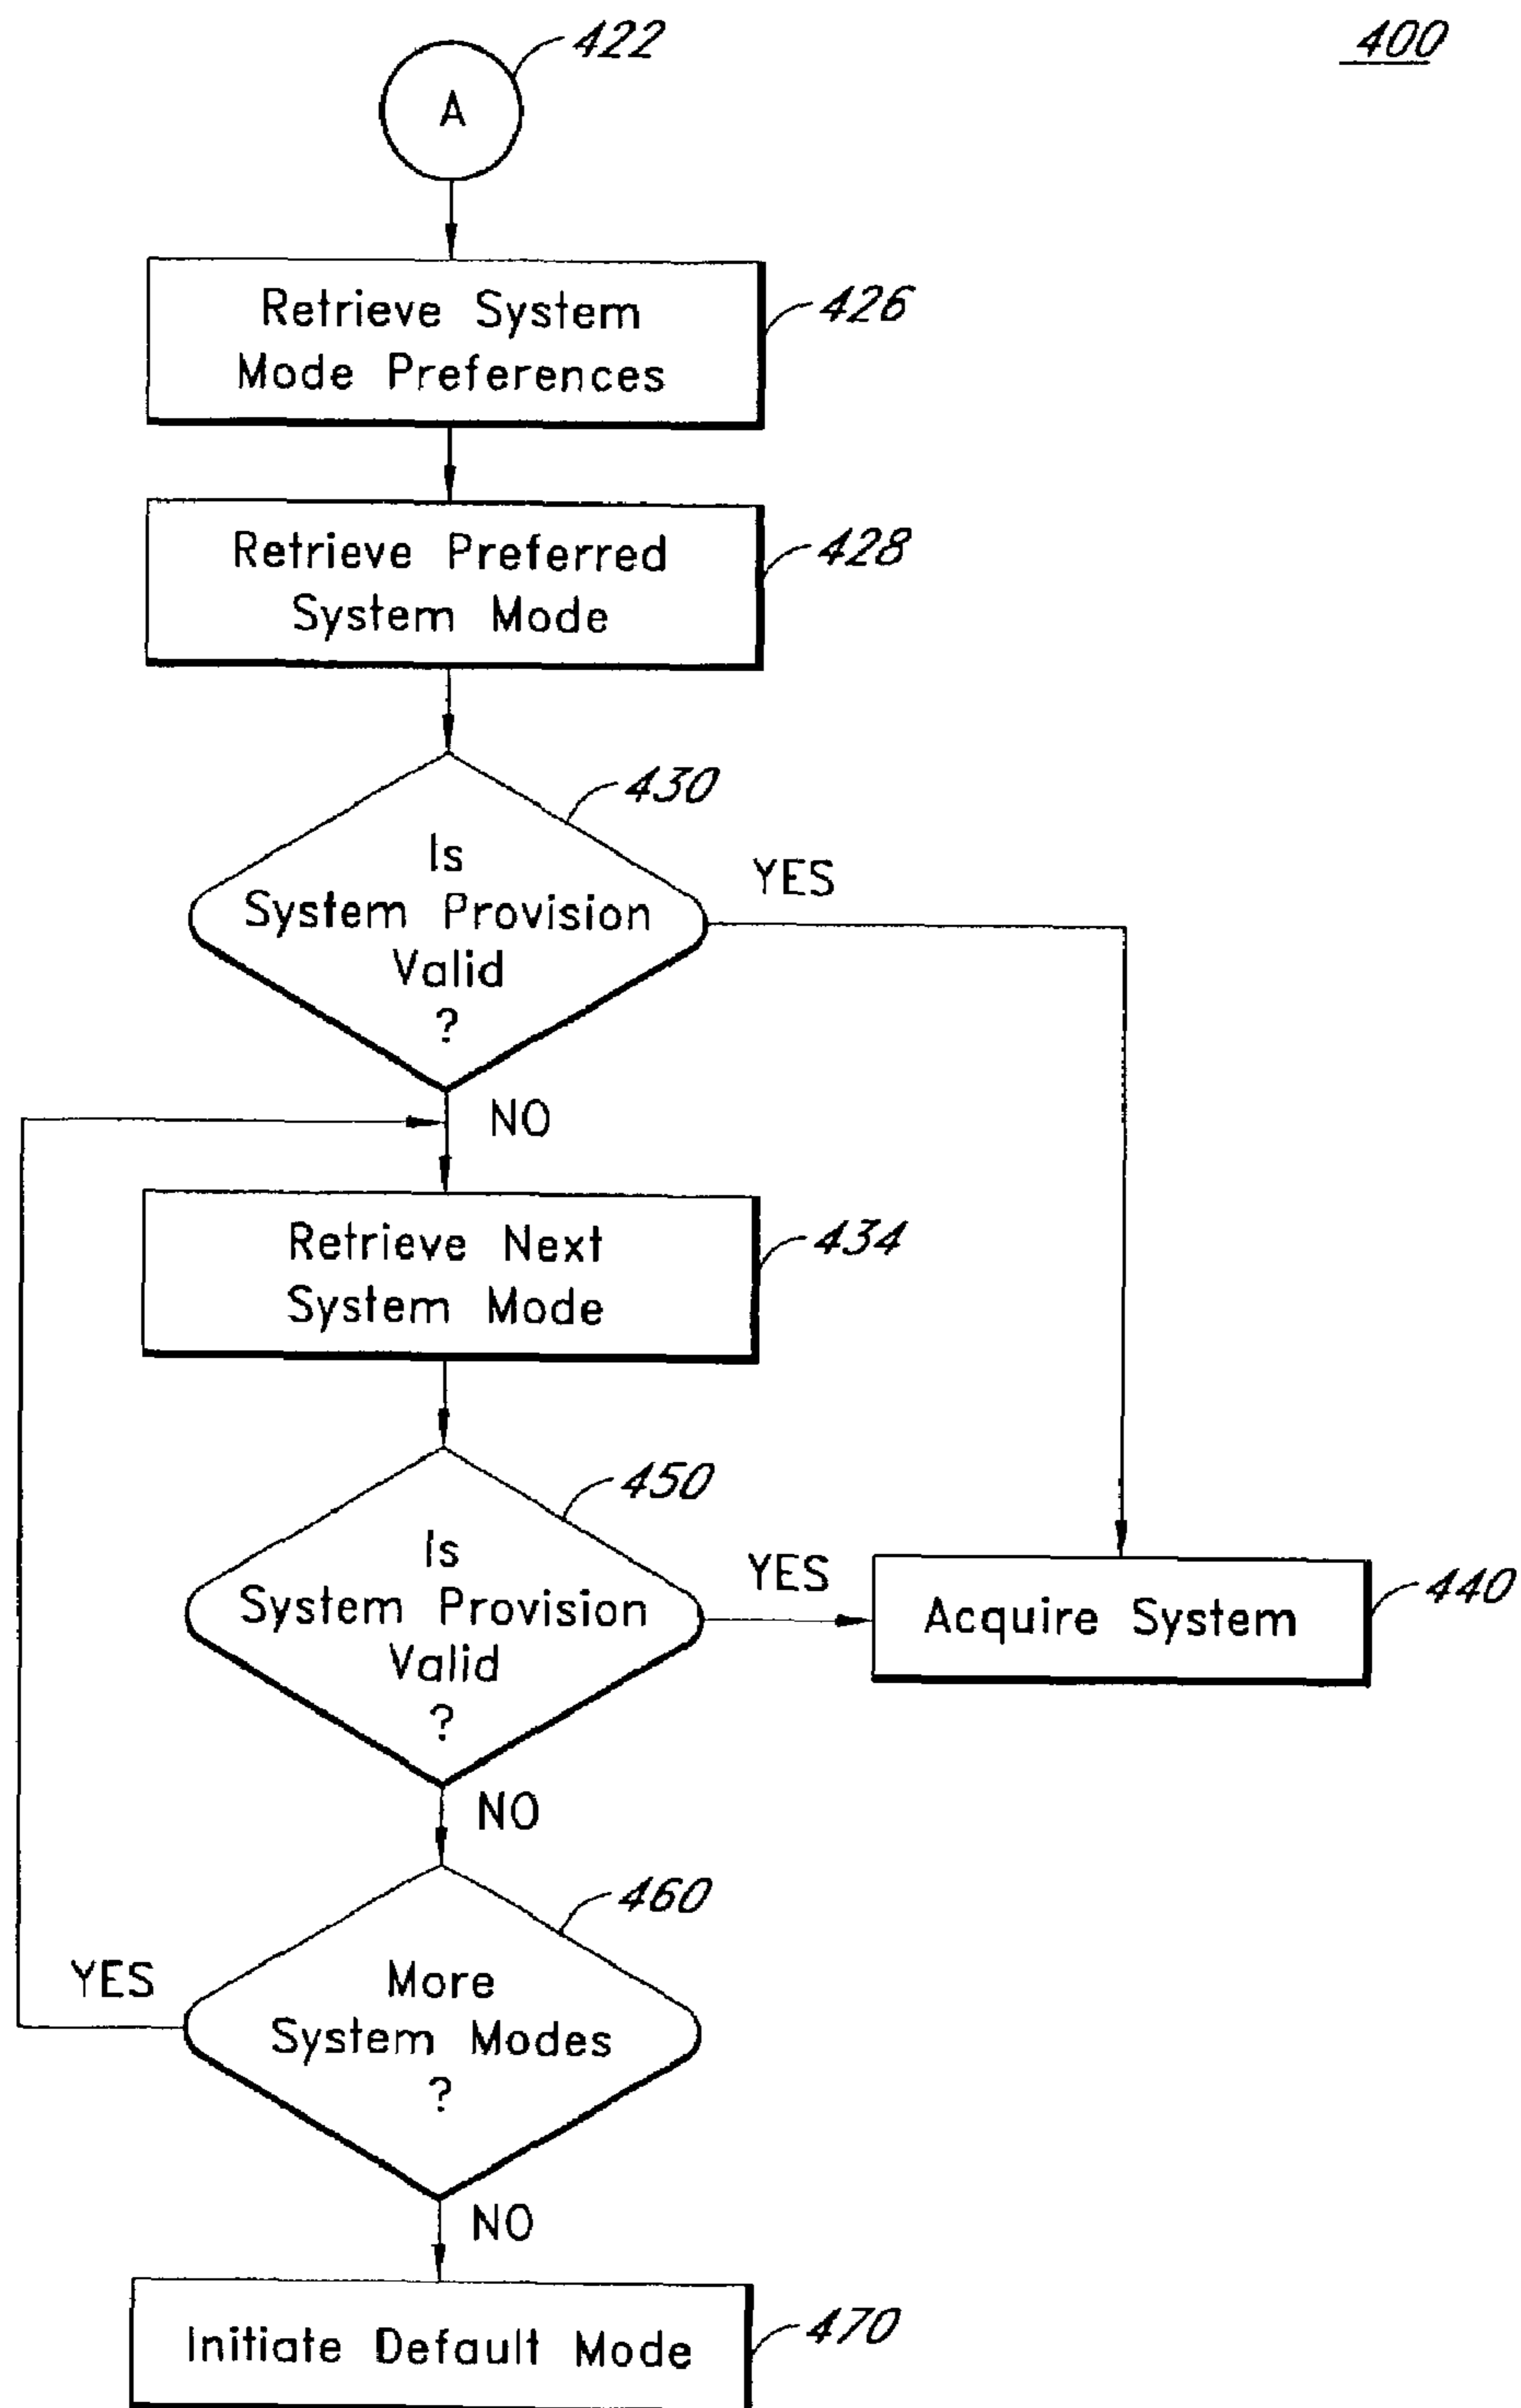 422
400
A
Retrieve System
Mode Preferences
426
Retrieve Preferred
System Mode
428
430
Is
System Provision
Valid
?
YES
NO
Retrieve Next
System Mode
434
450
Is
System Provision
Valid
?
YES
Acquire System
440
NO
460
More
System Modes
?
YES
NO
Initiate Default Mode
470